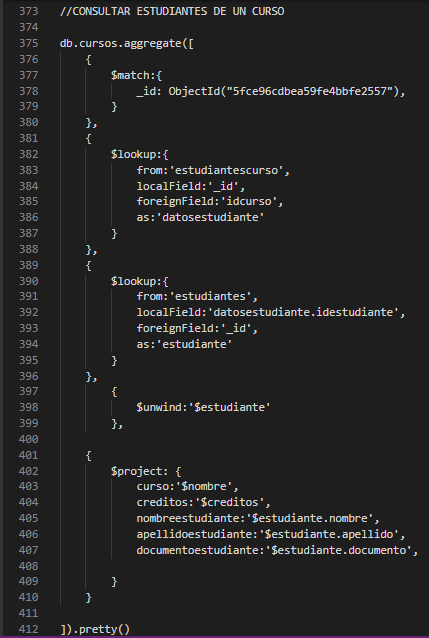 373 //CONSULTAR ESTUDIANTES DE UN CURSO
374
375 db.cursos.aggregate([
376     {
377         $match:{
378             _id: ObjectId("5fce96cdbea59fe4bbfe2557"),
379         }
380     },
381     {
382         $lookup:{
383             from:'estudiantescurso',
384             localField:'_id',
385             foreignField:'idcurso',
386             as:'datosestudiante'
387         }
388     },
389     {
390         $lookup:{
391             from:'estudiantes',
392             localField:'datosestudiante.idestudiante',
393             foreignField:'_id',
394             as:'estudiante'
395         }
396     },
397         {
398             $unwind:'$estudiante'
399         },
400
401     {
402         $project: {
403             curso:'$nombre',
404             creditos:'$creditos',
405             nombreestudiante:'$estudiante.nombre',
406             apellidoestudiante:'$estudiante.apellido',
407             documentoestudiante:'$estudiante.documento',
408
409         }
410     }
411
412 ]).pretty()